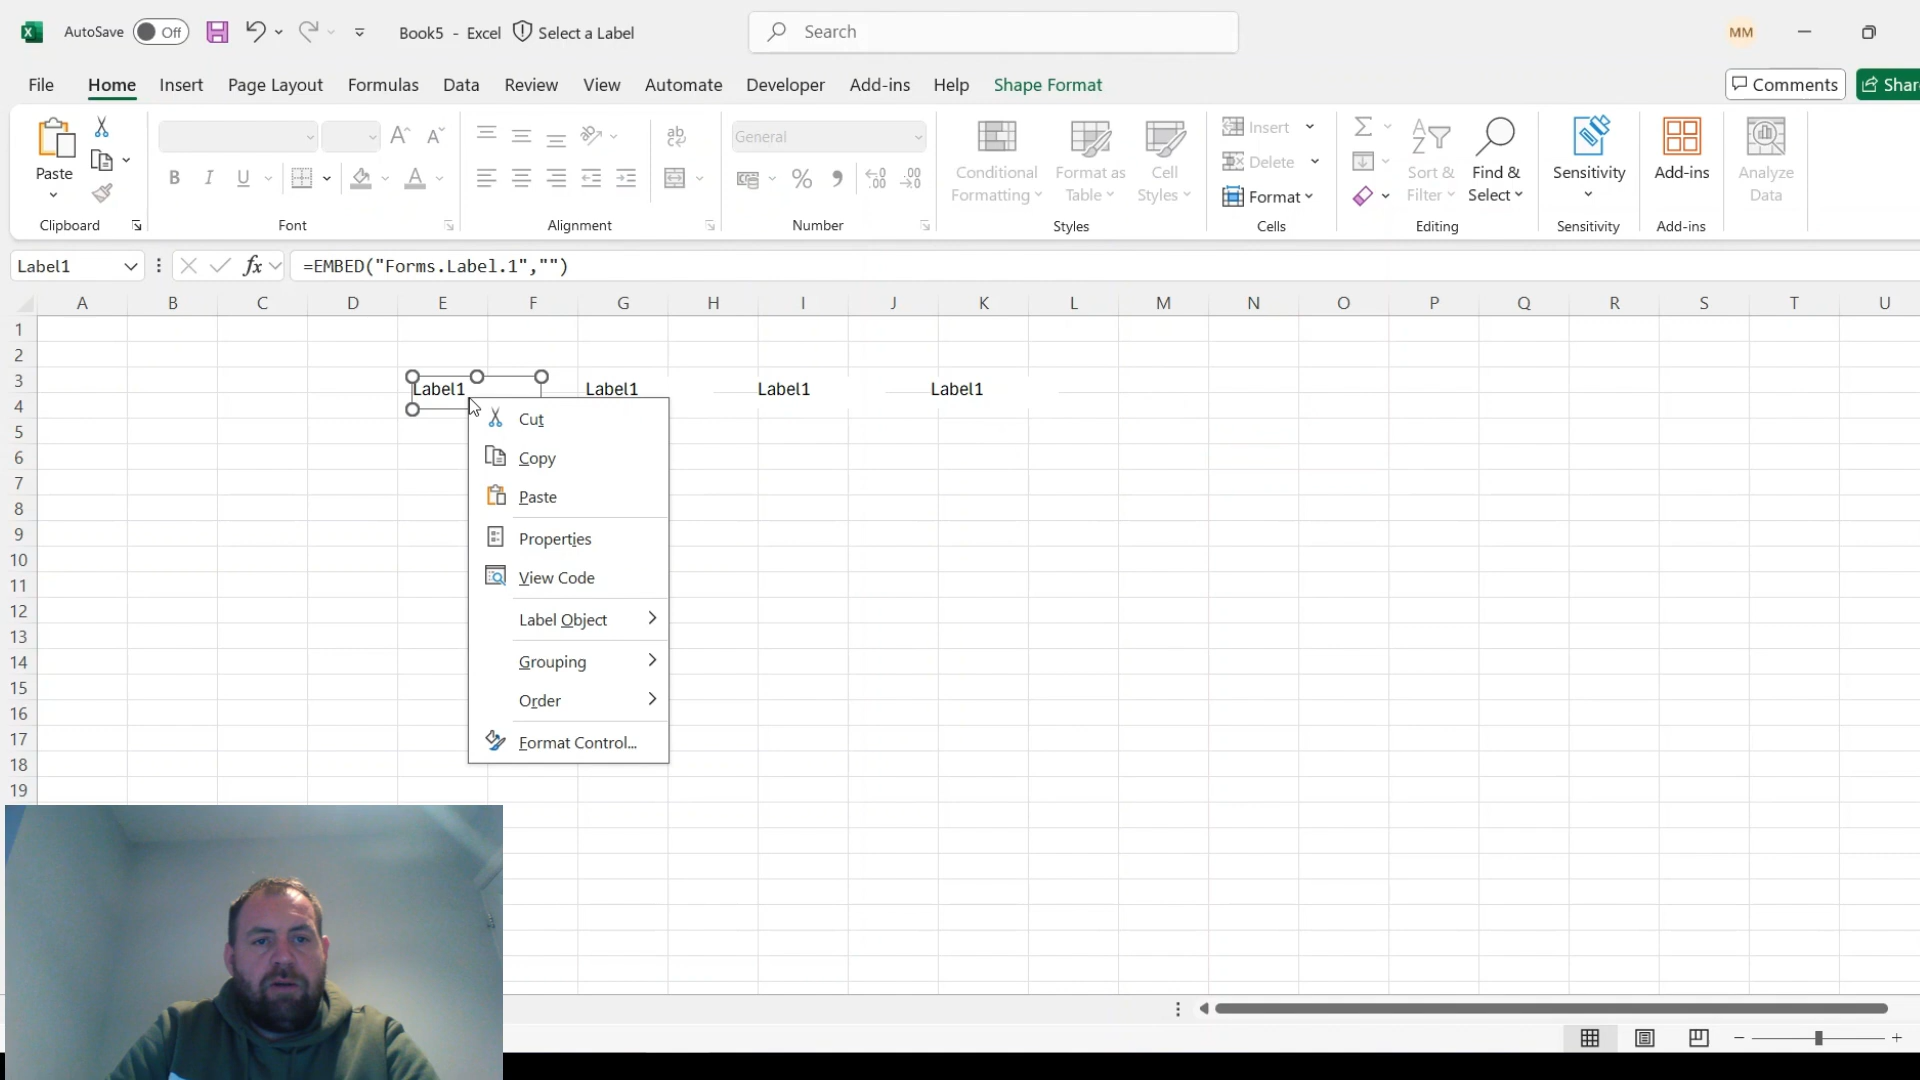 AutoSave Off Book5 - Excel Select a Label Search MM
File Home Insert Page Layout Formulas Data Review View Automate Developer Add-ins Help Shape Format Comments Shar
Paste
B I U A
General
Conditional Formatting
Format as Table
Cell Styles
Insert
Delete
Format
Sort & Filter
Find & Select
Sensitivity
Add-ins
Analyze Data
Clipboard Font Alignment Number Styles Cells Editing Sensitivity Add-ins
Label1 fx =EMBED("Forms.Label.1","")
A B C D E F G H I J K L M N O P Q R S T U
1
2
3
4
5
6
7
8
9
10
11
12
13
14
15
16
17
18
19
Label1 Label1 Label1 Label1
Cut
Copy
Paste
Properties
View Code
Label Object
Grouping
Order
Format Control...